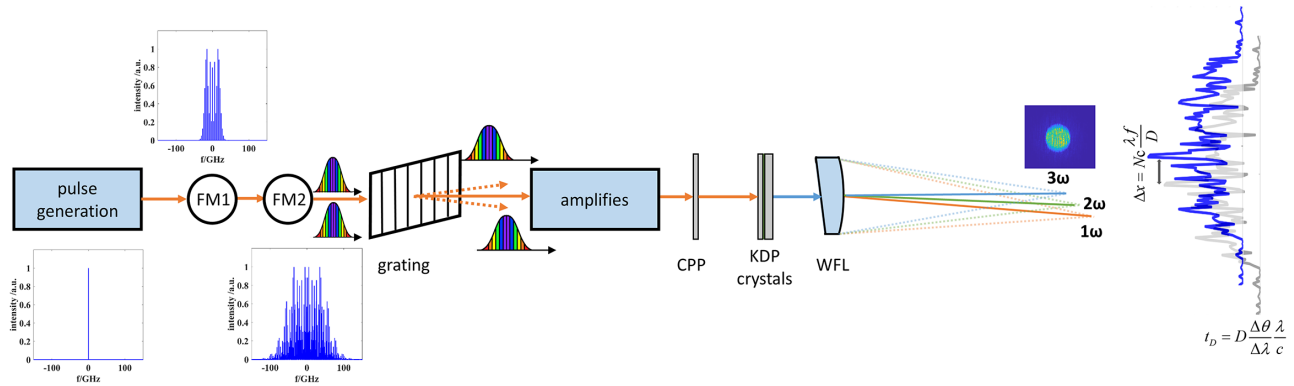 intensity /a.u.
1
0.8
0.6
0.4
0.2
0
-100
0
100
f/GHz
pulse
generation
FM1
FM2
grating
amplifies
CPP
KDP
crystals
WFL
3ω
2ω
1ω
Δx = Nc λf/D
t_D = D Δθ/Δλ λ/c
intensity /a.u.
1
0.8
0.6
0.4
0.2
0
-100
0
100
f/GHz
intensity /a.u.
1
0.8
0.6
0.4
0.2
0
-100
0
100
f/GHz